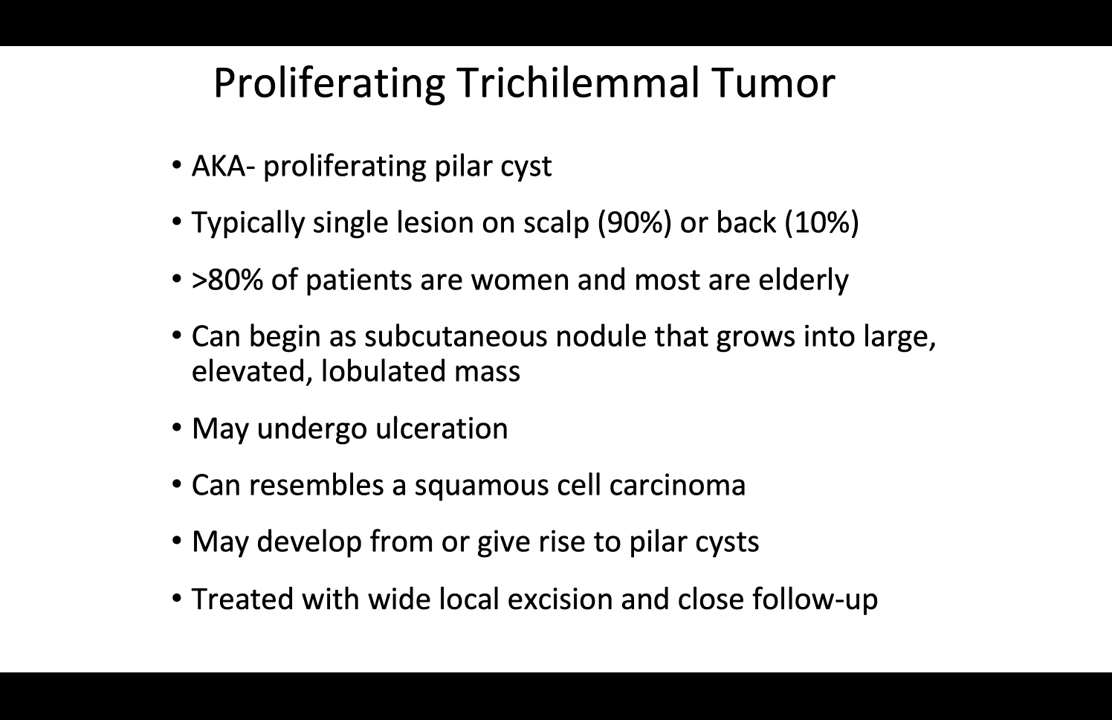 Proliferating Trichilemmal Tumor
• AKA- proliferating pilar cyst
• Typically single lesion on scalp (90%) or back (10%)
• >80% of patients are women and most are elderly
• Can begin as subcutaneous nodule that grows into large,
elevated, lobulated mass
• May undergo ulceration
• Can resembles a squamous cell carcinoma
• May develop from or give rise to pilar cysts
• Treated with wide local excision and close follow-up